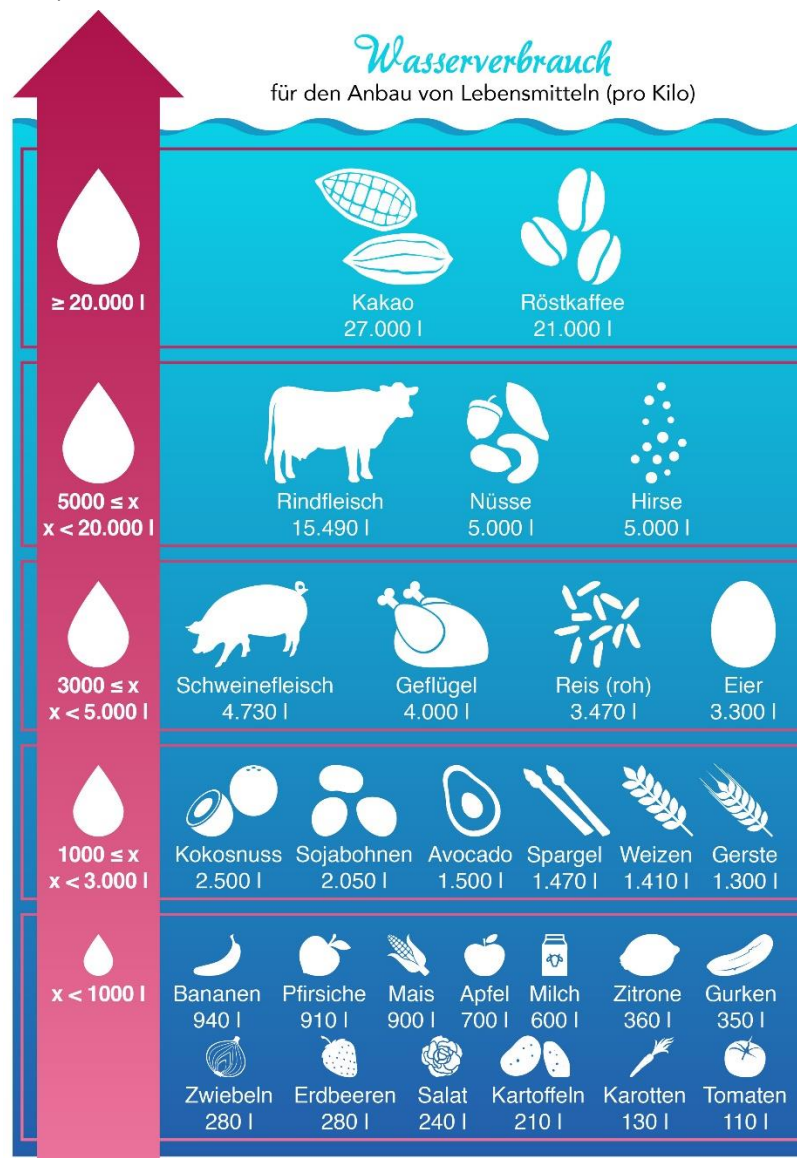 Wasserverbrauch
für den Anbau von Lebensmitteln (pro Kilo)
≥ 20.000 l
Kakao
27.000 l
Röstkaffee
21.000 l
5000 ≤ x
x < 20.000 l
Rindfleisch
15.490 l
Nüsse
5.000 l
Hirse
5.000 l
3000 ≤ x
x < 5.000 l
Schweinefleisch
4.730 l
Geflügel
4.000 l
Reis (roh)
3.470 l
Eier
3.300 l
1000 ≤ x
x < 3.000 l
Kokosnuss
2.500 l
Sojabohnen
2.050 l
Avocado
1.500 l
Spargel
1.470 l
Weizen
1.410 l
Gerste
1.300 l
x < 1000 l
Bananen
940 l
Pfirsiche
910 l
Mais
900 l
Apfel
700 l
Milch
600 l
Zitrone
360 l
Gurken
350 l
Zwiebeln
280 l
Erdbeeren
280 l
Salat
240 l
Kartoffeln
210 l
Karotten
130 l
Tomaten
110 l